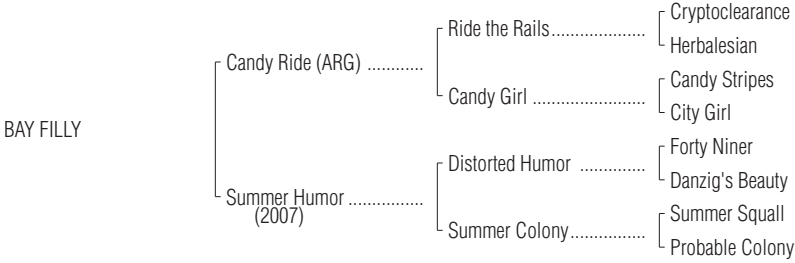 Cryptoclearance
Ride the Rails.....................
Herbalesian
Candy Ride (ARG) ............
Candy Stripes
Candy Girl .........................
City Girl
BAY FILLY
Forty Niner
Distorted Humor ..............
Danzig's Beauty
Summer Humor ................
(2007)
Summer Squall
Summer Colony................
Probable Colony